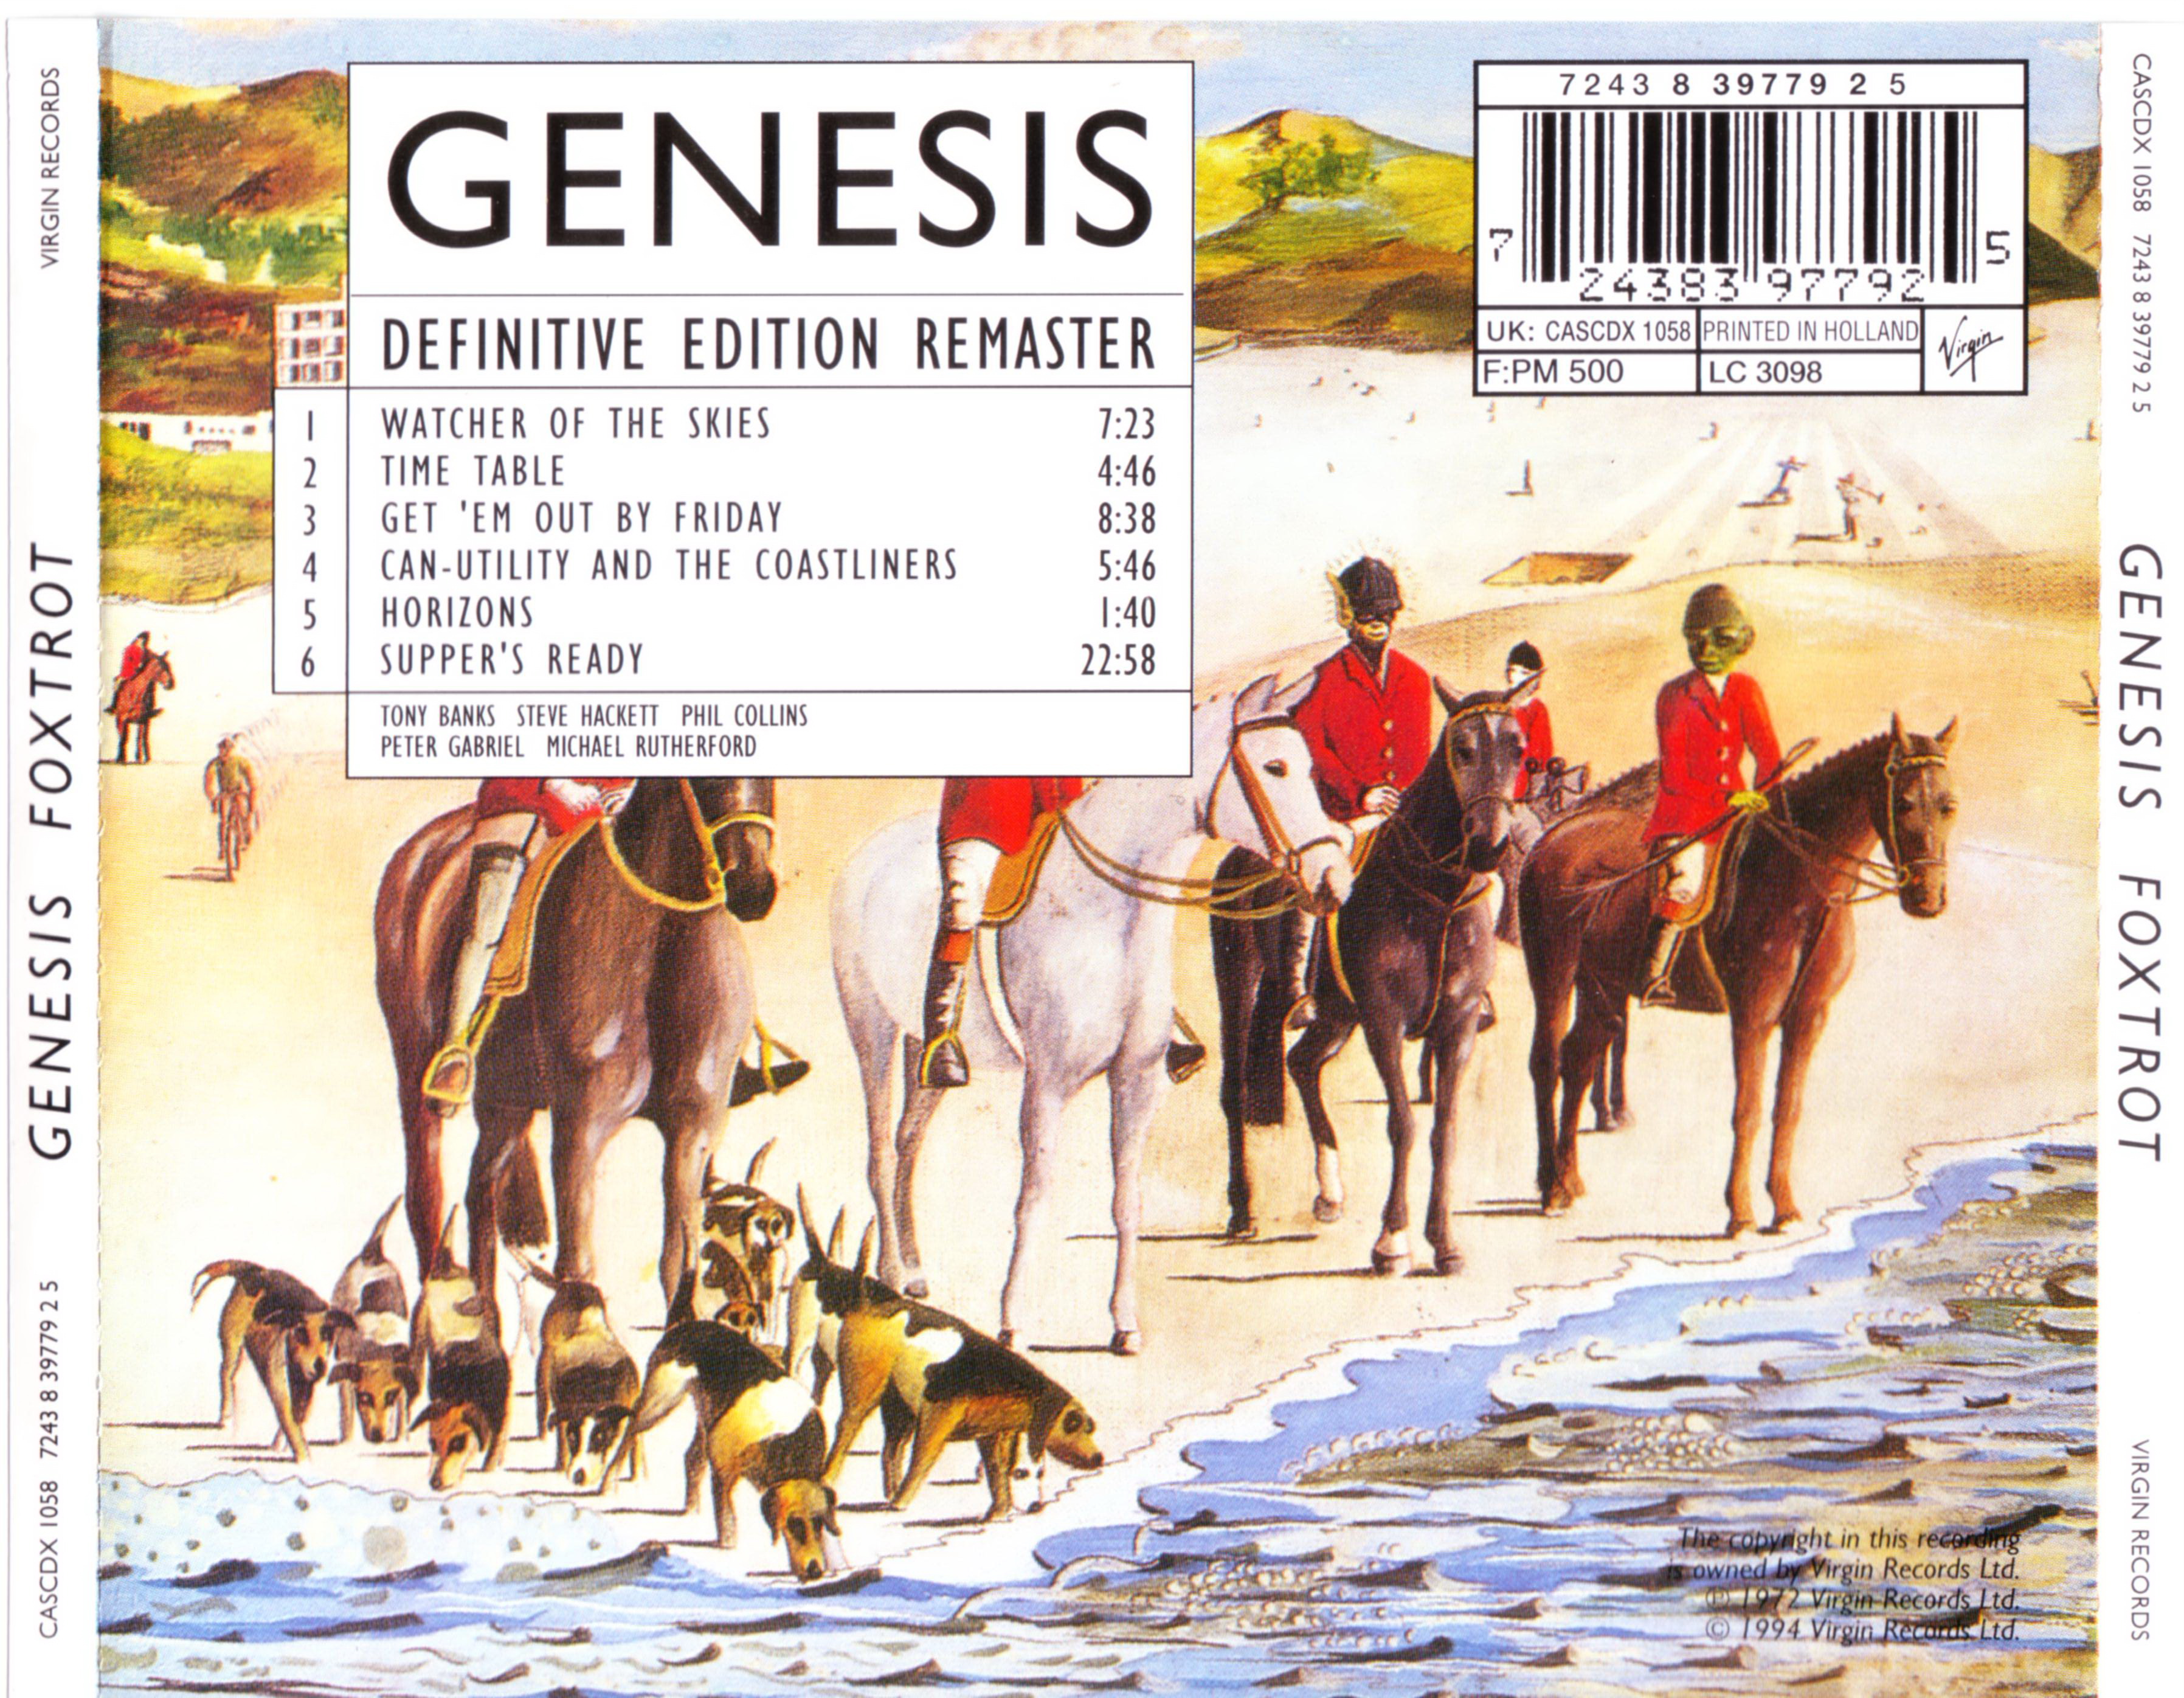 VIRGIN RECORDS
GENESIS FOXTROT
CASCDX 1058 7243 8 39779 2 5
GENESIS
DEFINITIVE EDITION REMASTER
1 WATCHER OF THE SKIES 7:23
2 TIME TABLE 4:46
3 GET 'EM OUT BY FRIDAY 8:38
4 CAN-UTILITY AND THE COASTLINERS 5:46
5 HORIZONS 1:40
6 SUPPER'S READY 22:58
TONY BANKS STEVE HACKETT PHIL COLLINS
PETER GABRIEL MICHAEL RUTHERFORD
7243 8 39779 2 5
7 24383 97792 5
UK: CASCDX 1058 PRINTED IN HOLLAND
Virgin
F:PM 500 LC 3098
The copyright in this recording
is owned by Virgin Records Ltd.
℗ 1972 Virgin Records Ltd.
© 1994 Virgin Records Ltd.
CASCDX 1058 7243 8 39779 2 5
GENESIS FOXTROT
VIRGIN RECORDS